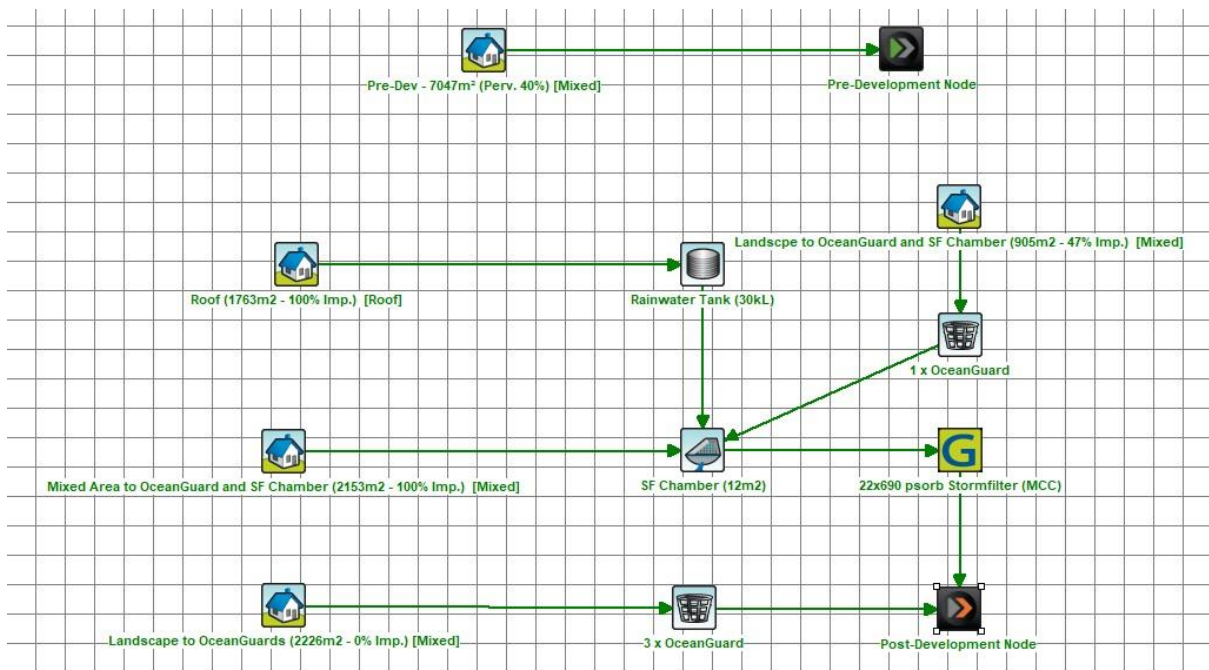 Pre-Dev - 7047m² (Perv. 40%) [Mixed]
Pre-Development Node
Landscpe to OceanGuard and SF Chamber (905m2 - 47% Imp.) [Mixed]
Roof (1763m2 - 100% Imp.) [Roof]
Rainwater Tank (30kL)
1 x OceanGuard
G
Mixed Area to OceanGuard and SF Chamber (2153m2 - 100% Imp.) [Mixed]
SF Chamber (12m2)
22x690 psorb Stormfilter (MCC)
Landscape to OceanGuards (2226m2 - 0% Imp.) [Mixed]
3 x OceanGuard
Post-Development Node